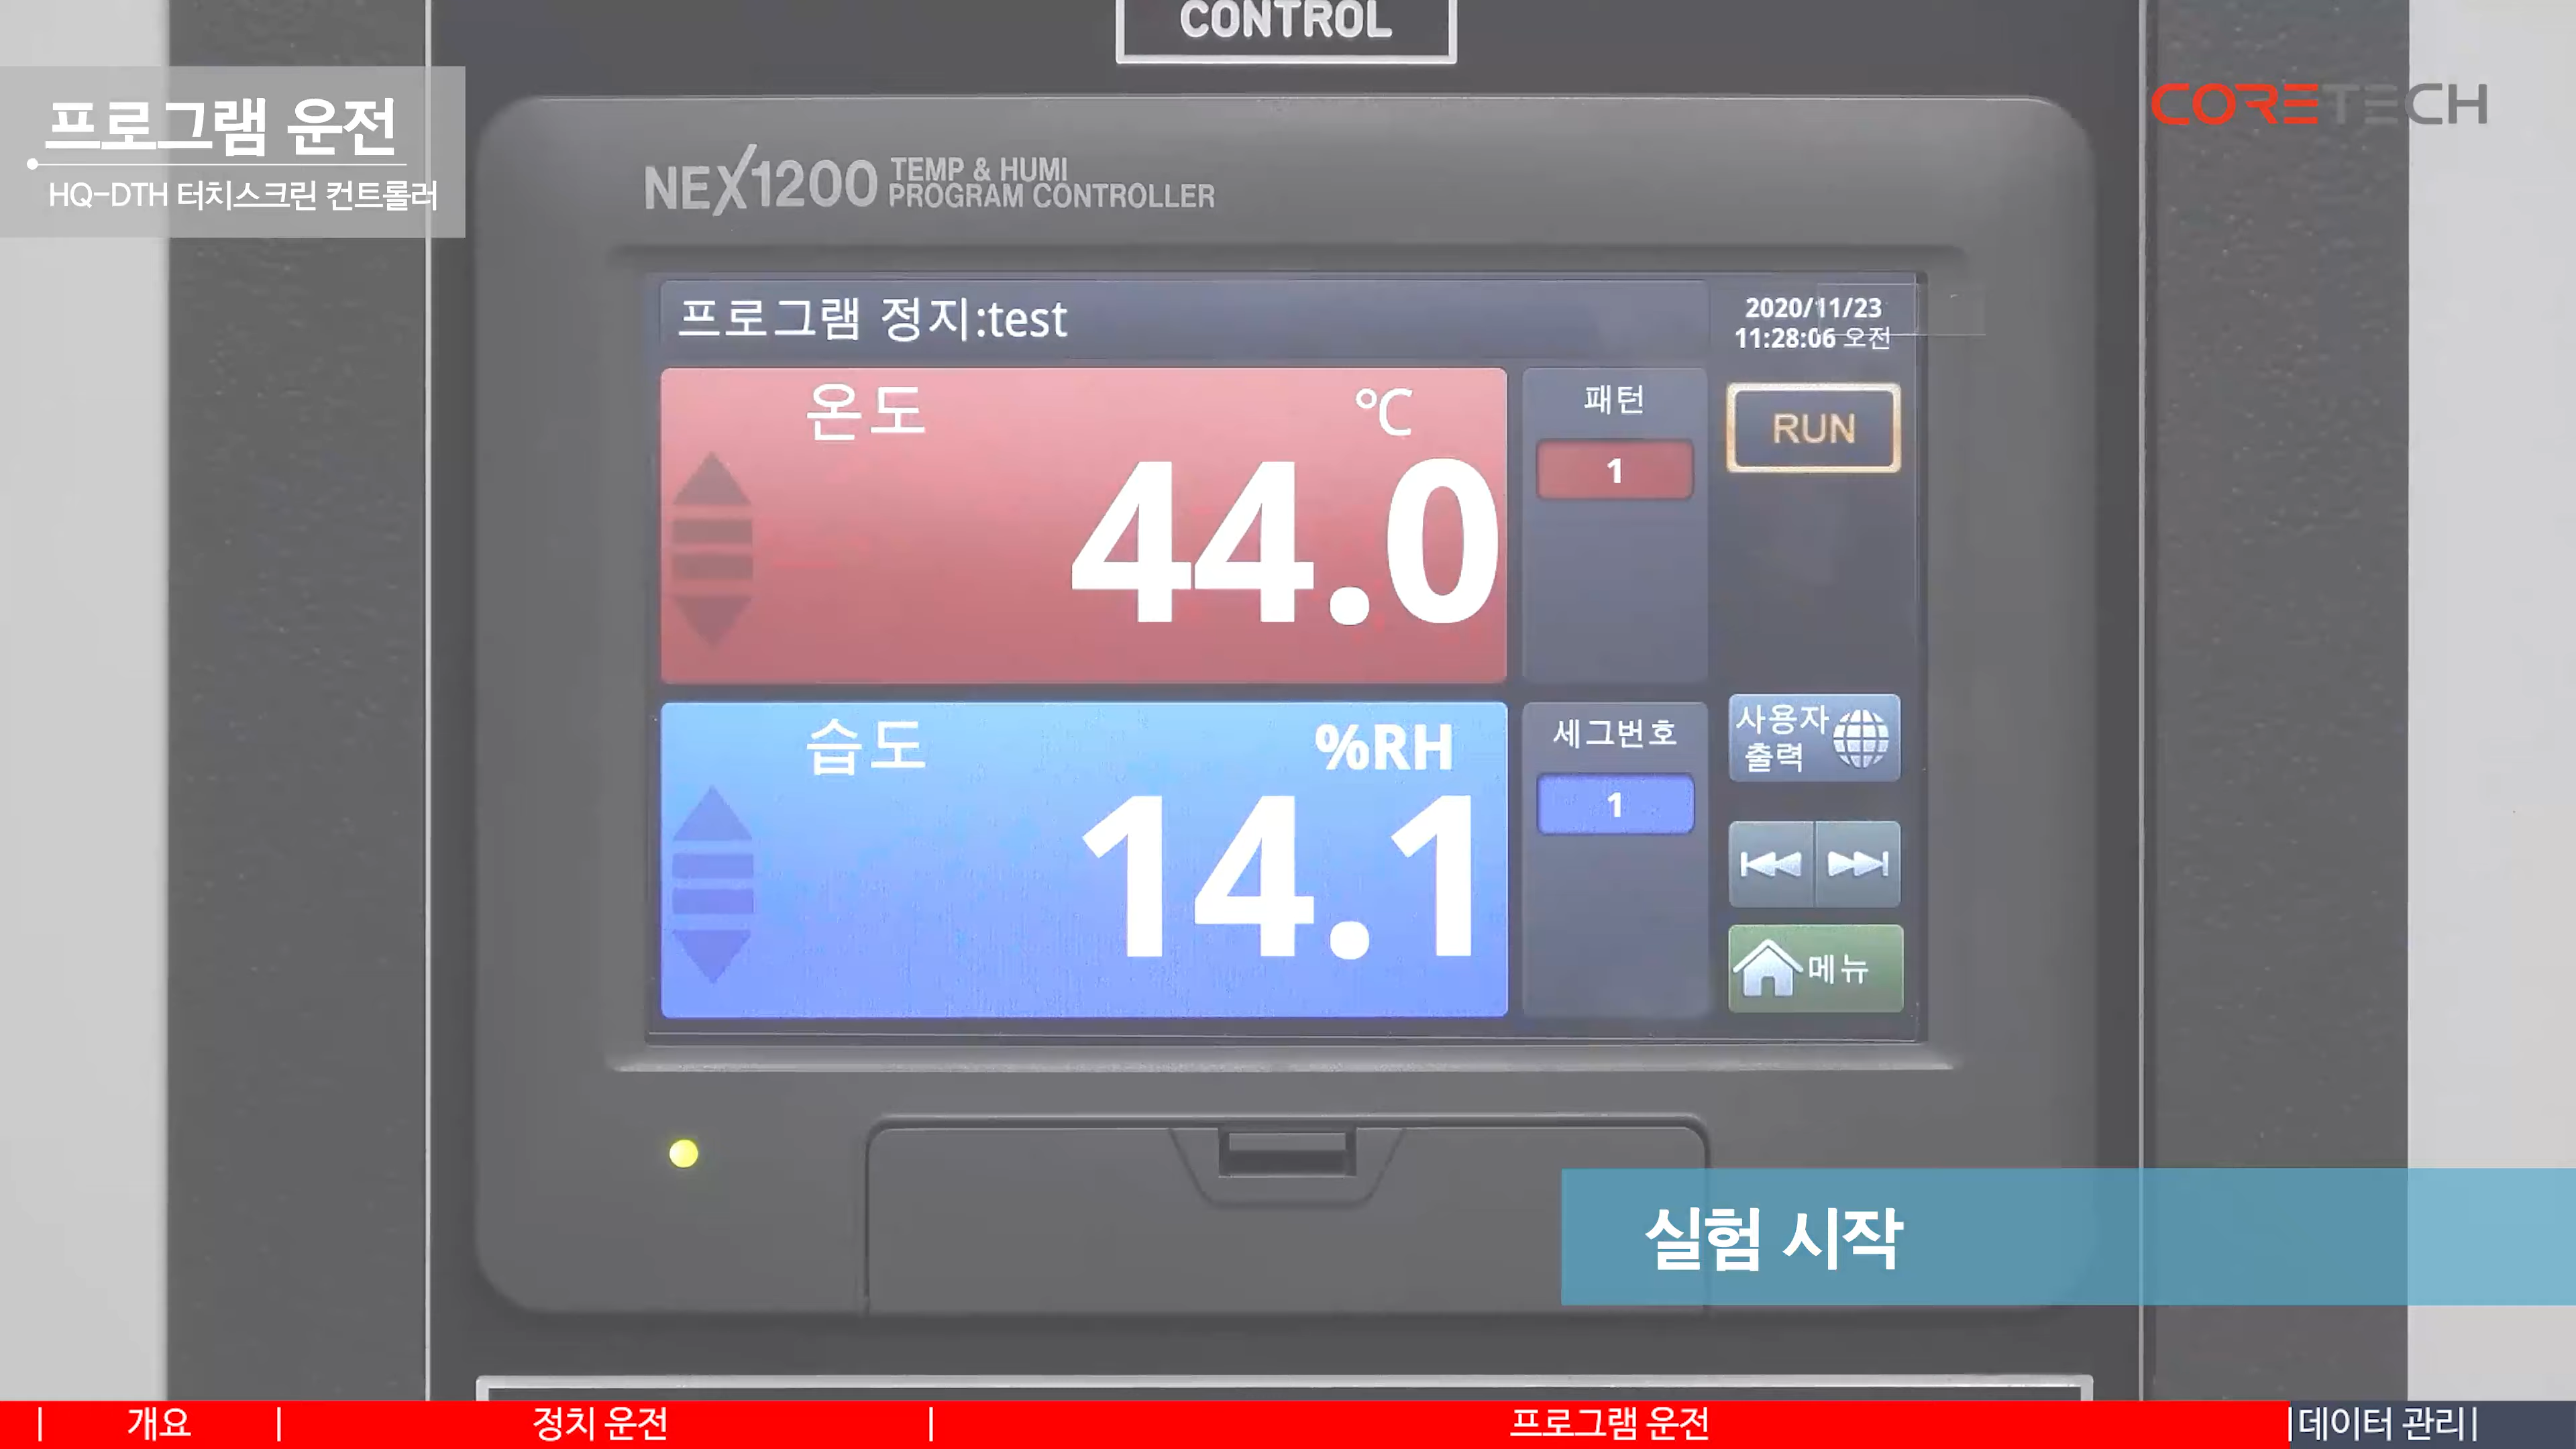 CONTROL
프로그램 운전
HQ-DTH 터치스크린 컨트롤러
CORETECH
NEX1200 TEMP & HUMI
PROGRAM CONTROLLER
프로그램 정지:test
2020/11/23
11:28:06 오전
온도 ℃
44.0
패턴
1
RUN
습도 %RH
14.1
세그번호
1
사용자
출력
메뉴
실험 시작
| 개요 | 정치 운전 | 프로그램 운전 |데이터 관리|